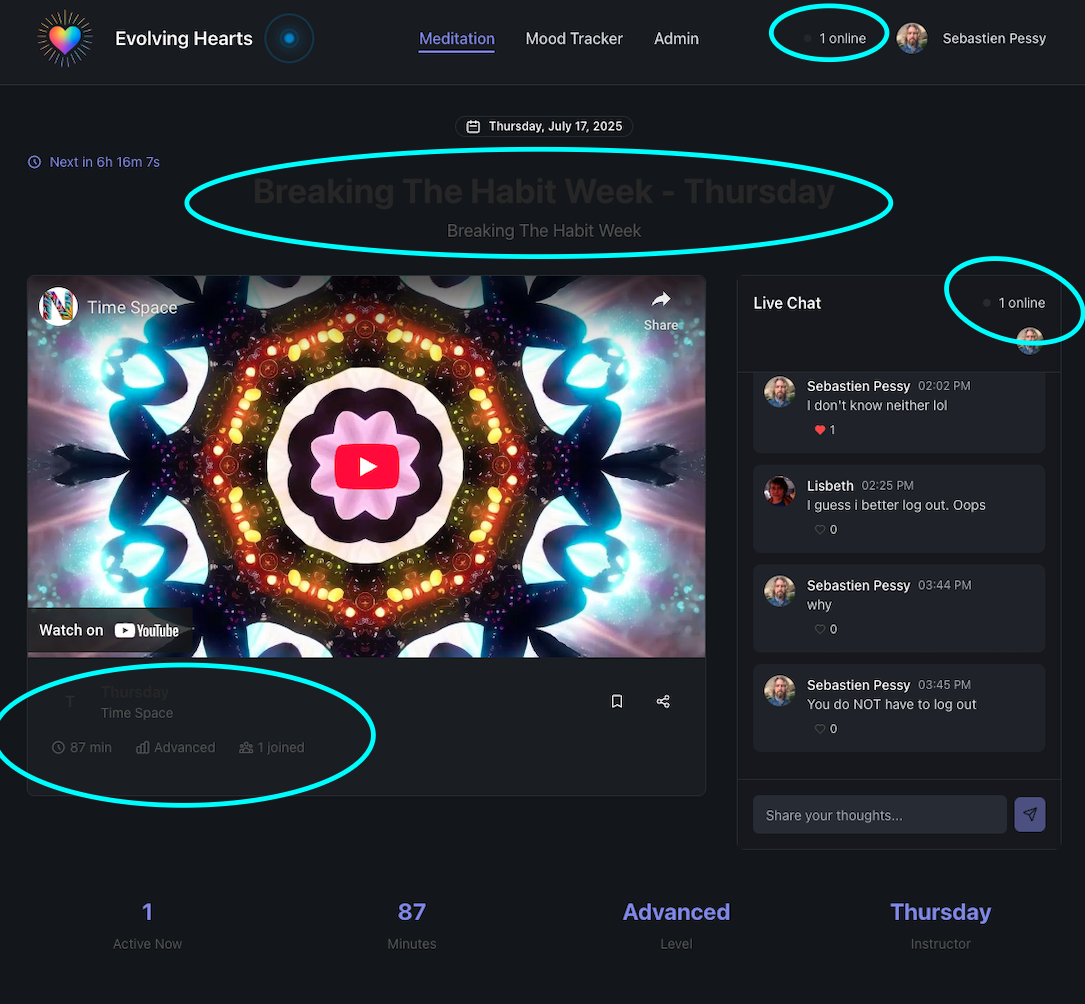 Evolving Hearts
Meditation
Mood Tracker
Admin
1 online
Sebastien Pessy
Thursday, July 17, 2025
Next in 6h 16m 7s
Breaking The Habit Week - Thursday
Breaking The Habit Week
N
Time Space
Share
Watch on YouTube
T
Thursday
Time Space
87 min
Advanced
1 joined
Live Chat
1 online
Sebastien Pessy 02:02 PM
I don't know neither lol
1
Lisbeth 02:25 PM
I guess i better log out. Oops
0
Sebastien Pessy 03:44 PM
why
0
Sebastien Pessy 03:45 PM
You do NOT have to log out
0
Share your thoughts...
1
Active Now
87
Minutes
Advanced
Level
Thursday
Instructor